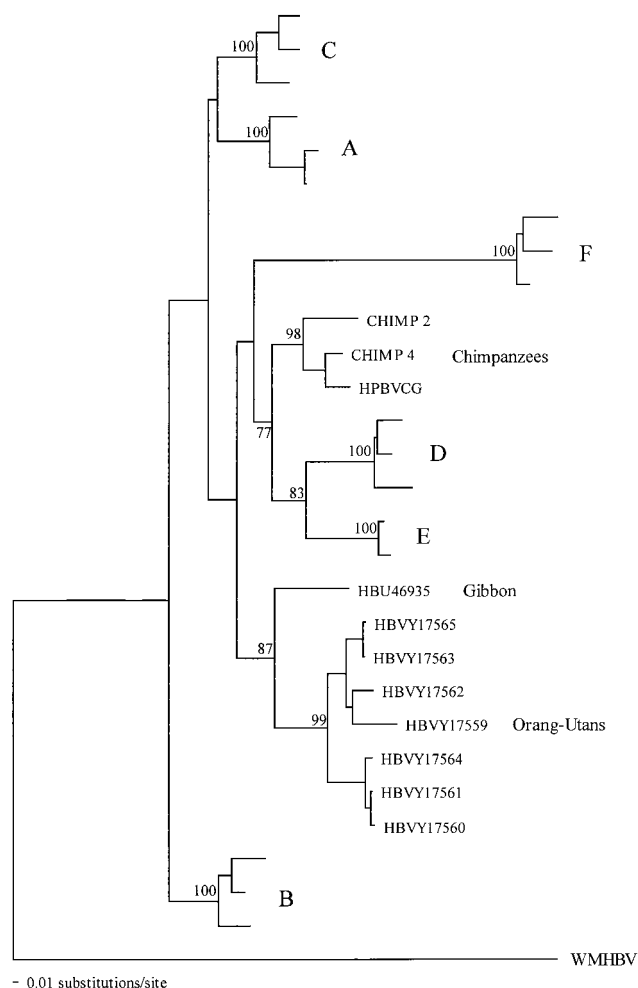 100
C
100
A
100
F
98
CHIMP 2
CHIMP 4
Chimpanzees
HPBVCG
77
100
D
83
100
E
HBU46935
Gibbon
HBVY17565
87
HBVY17563
HBVY17562
99
HBVY17559
Orang-Utans
HBVY17564
HBVY17561
HBVY17560
100
B
WMHBV
0.01 substitutions/site